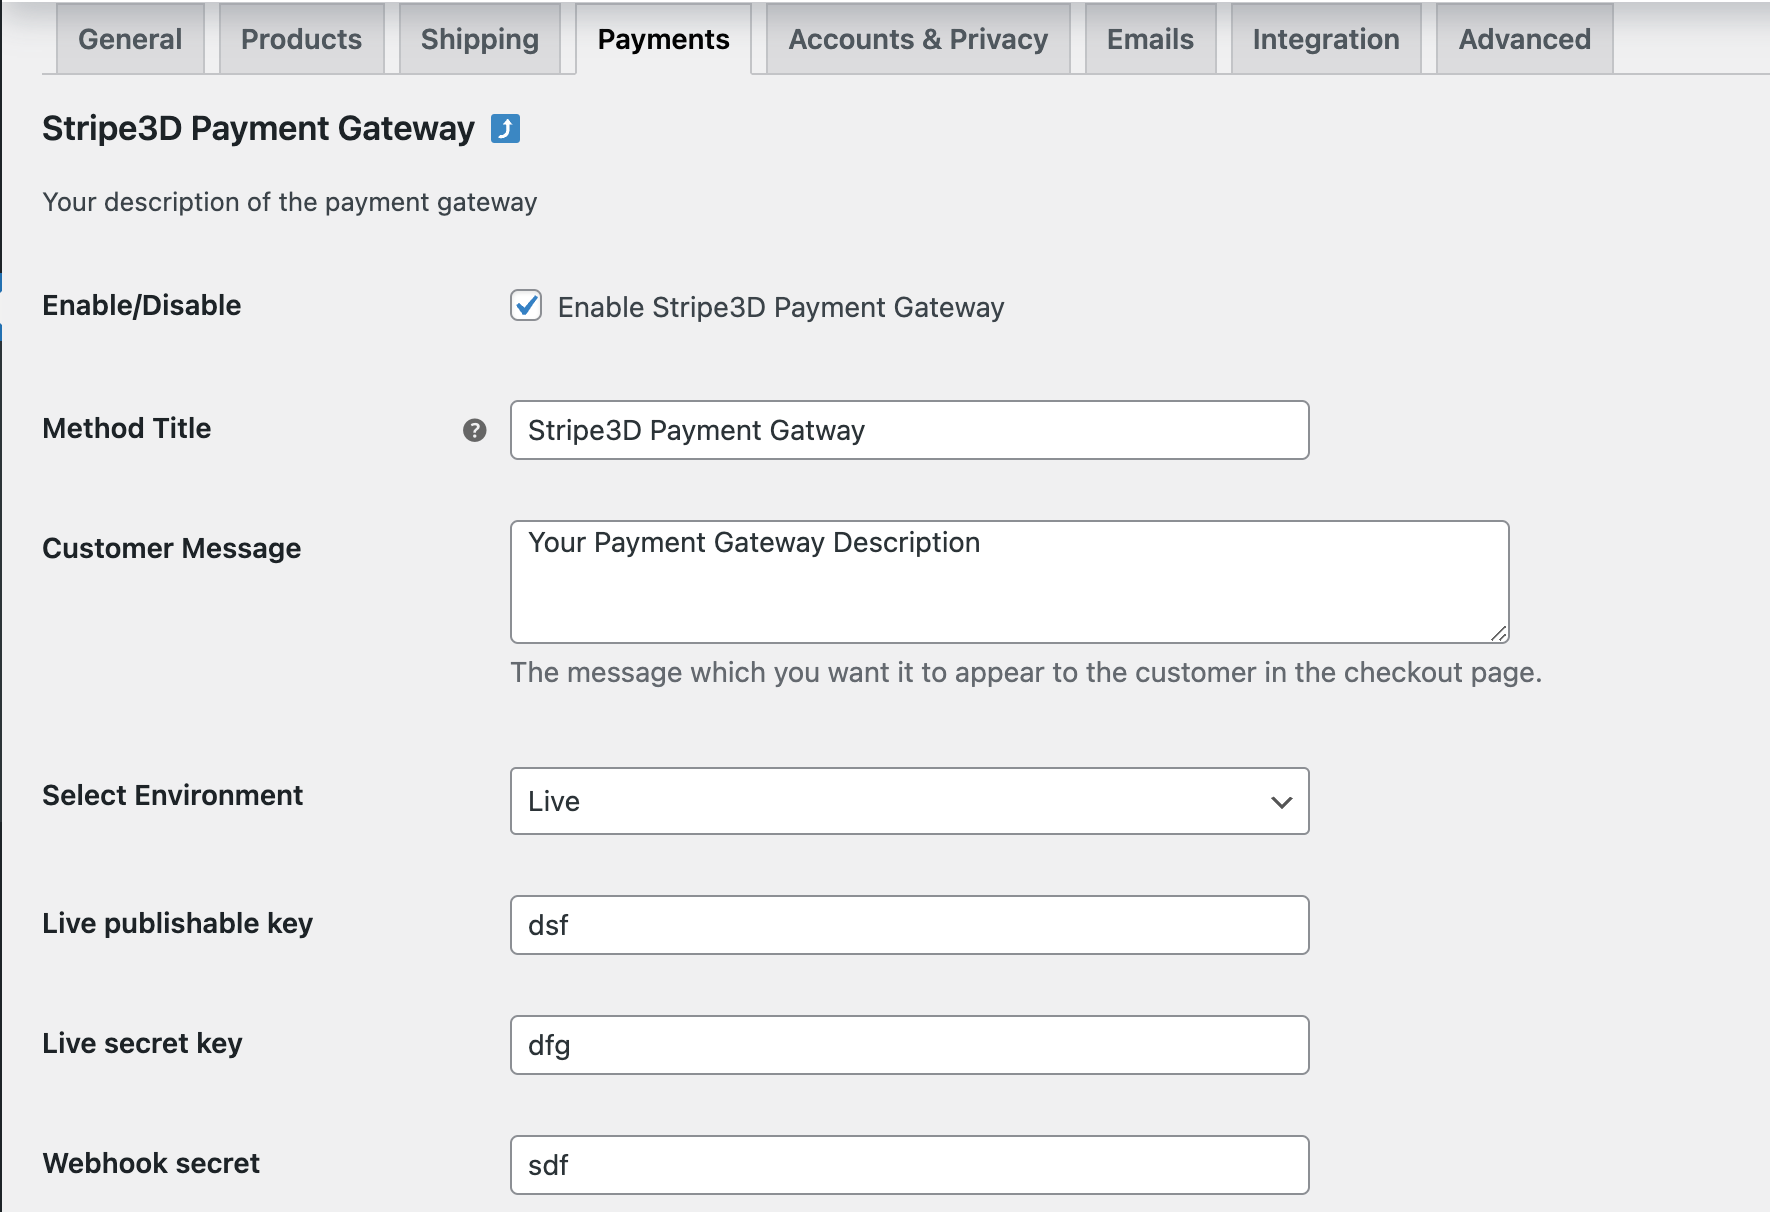 General Products Shipping Payments Accounts & Privacy Emails Integration Advanced
Stripe3D Payment Gateway
Your description of the payment gateway
Enable/Disable
Enable Stripe3D Payment Gateway
Method Title
Stripe3D Payment Gatway
Customer Message
Your Payment Gateway Description
The message which you want it to appear to the customer in the checkout page.
Select Environment
Live
Live publishable key
dsf
Live secret key
dfg
Webhook secret
sdf